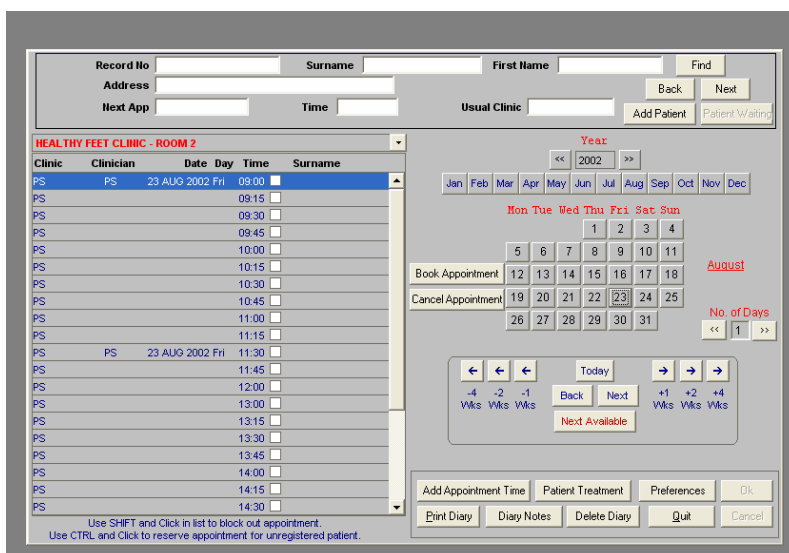 Record No Surname First Name Find
Address Back Next
Next App Time Usual Clinic Add Patient Patient Waiting
HEALTHY FEET CLINIC - ROOM 2
Clinic Clinician Date Day Time Surname
PS PS 23 AUG 2002 Fri 09:00
PS 09:15
PS 09:30
PS 09:45
PS 10:00
PS 10:15
PS 10:30
PS 10:45
PS 11:00
PS 11:15
PS PS 23 AUG 2002 Fri 11:30
PS 11:45
PS 12:00
PS 13:00
PS 13:15
PS 13:30
PS 13:45
PS 14:00
PS 14:15
PS 14:30
Use SHIFT and Click in list to block out appointment.
Use CTRL and Click to reserve appointment for unregistered patient.
Year
<< 2002 >>
Jan Feb Mar Apr May Jun Jul Aug Sep Oct Nov Dec
Mon Tue Wed Thu Fri Sat Sun
1 2 3 4
5 6 7 8 9 10 11
Book Appointment 12 13 14 15 16 17 18
August
Cancel Appointment 19 20 21 22 23 24 25
26 27 28 29 30 31
No. of Days
<< 1 >>
Today
-4 -2 -1 Back Next +1 +2 +4
Wks Wks Wks Wks Wks Wks
Next Available
Add Appointment Time Patient Treatment Preferences Ok
Print Diary Diary Notes Delete Diary Quit Cancel